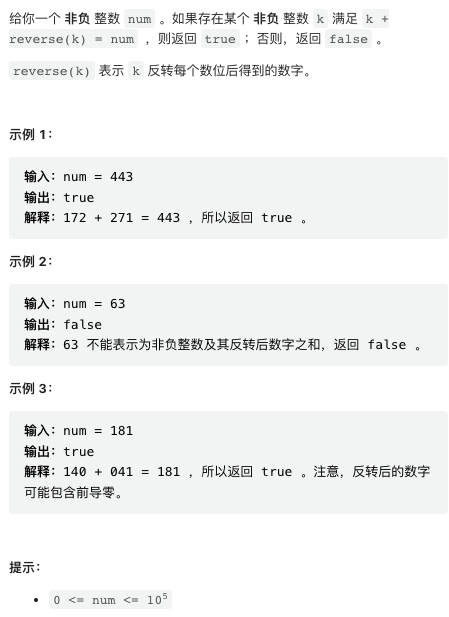 给你一个 非负 整数 num 。如果存在某个 非负 整数 k 满足 k +
reverse(k) = num ，则返回 true ；否则，返回 false 。
reverse(k) 表示 k 反转每个数位后得到的数字。
示例 1：
输入：num = 443
输出：true
解释：172 + 271 = 443 ，所以返回 true 。
示例 2：
输入：num = 63
输出：false
解释：63 不能表示为非负整数及其反转后数字之和，返回 false 。
示例 3：
输入：num = 181
输出：true
解释：140 + 041 = 181 ，所以返回 true 。注意，反转后的数字
可能包含前导零。
提示：
• 0 <= num <= 10⁵